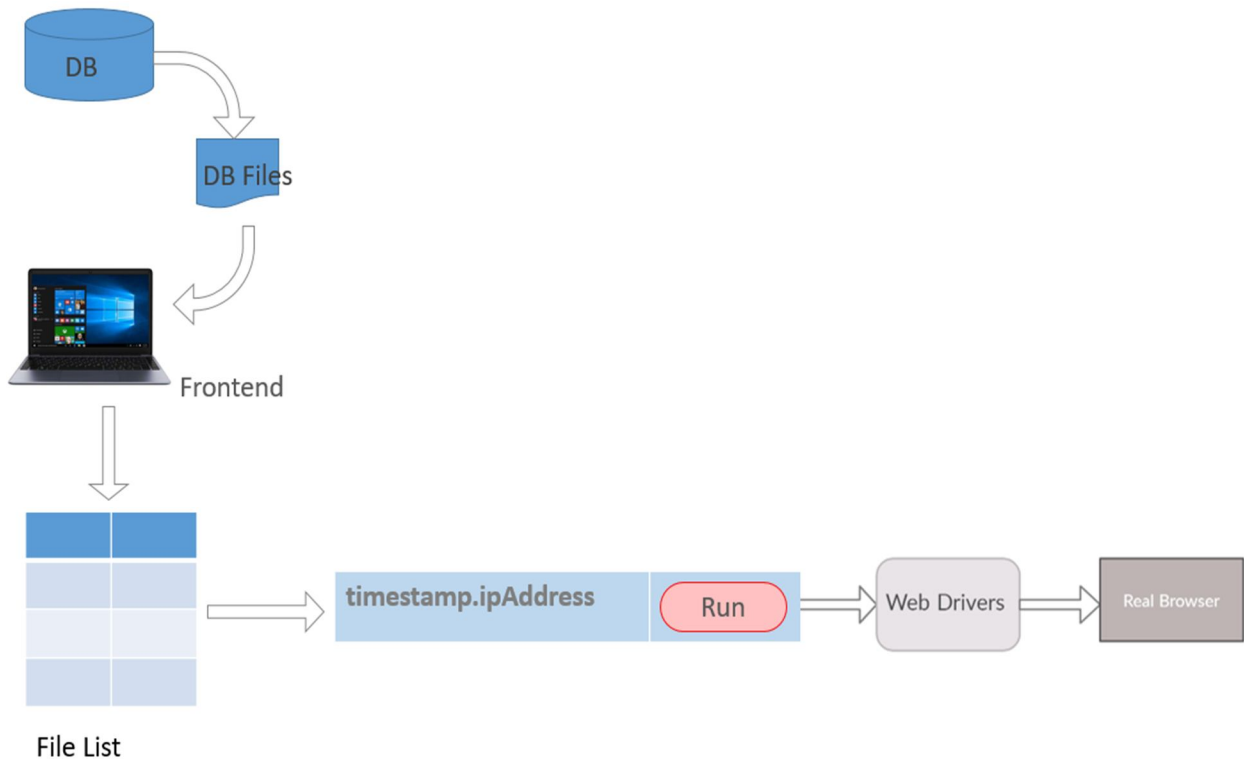 DB
DB Files
Frontend
timestamp.ipAddress
Run
Web Drivers
Real Browser
File List